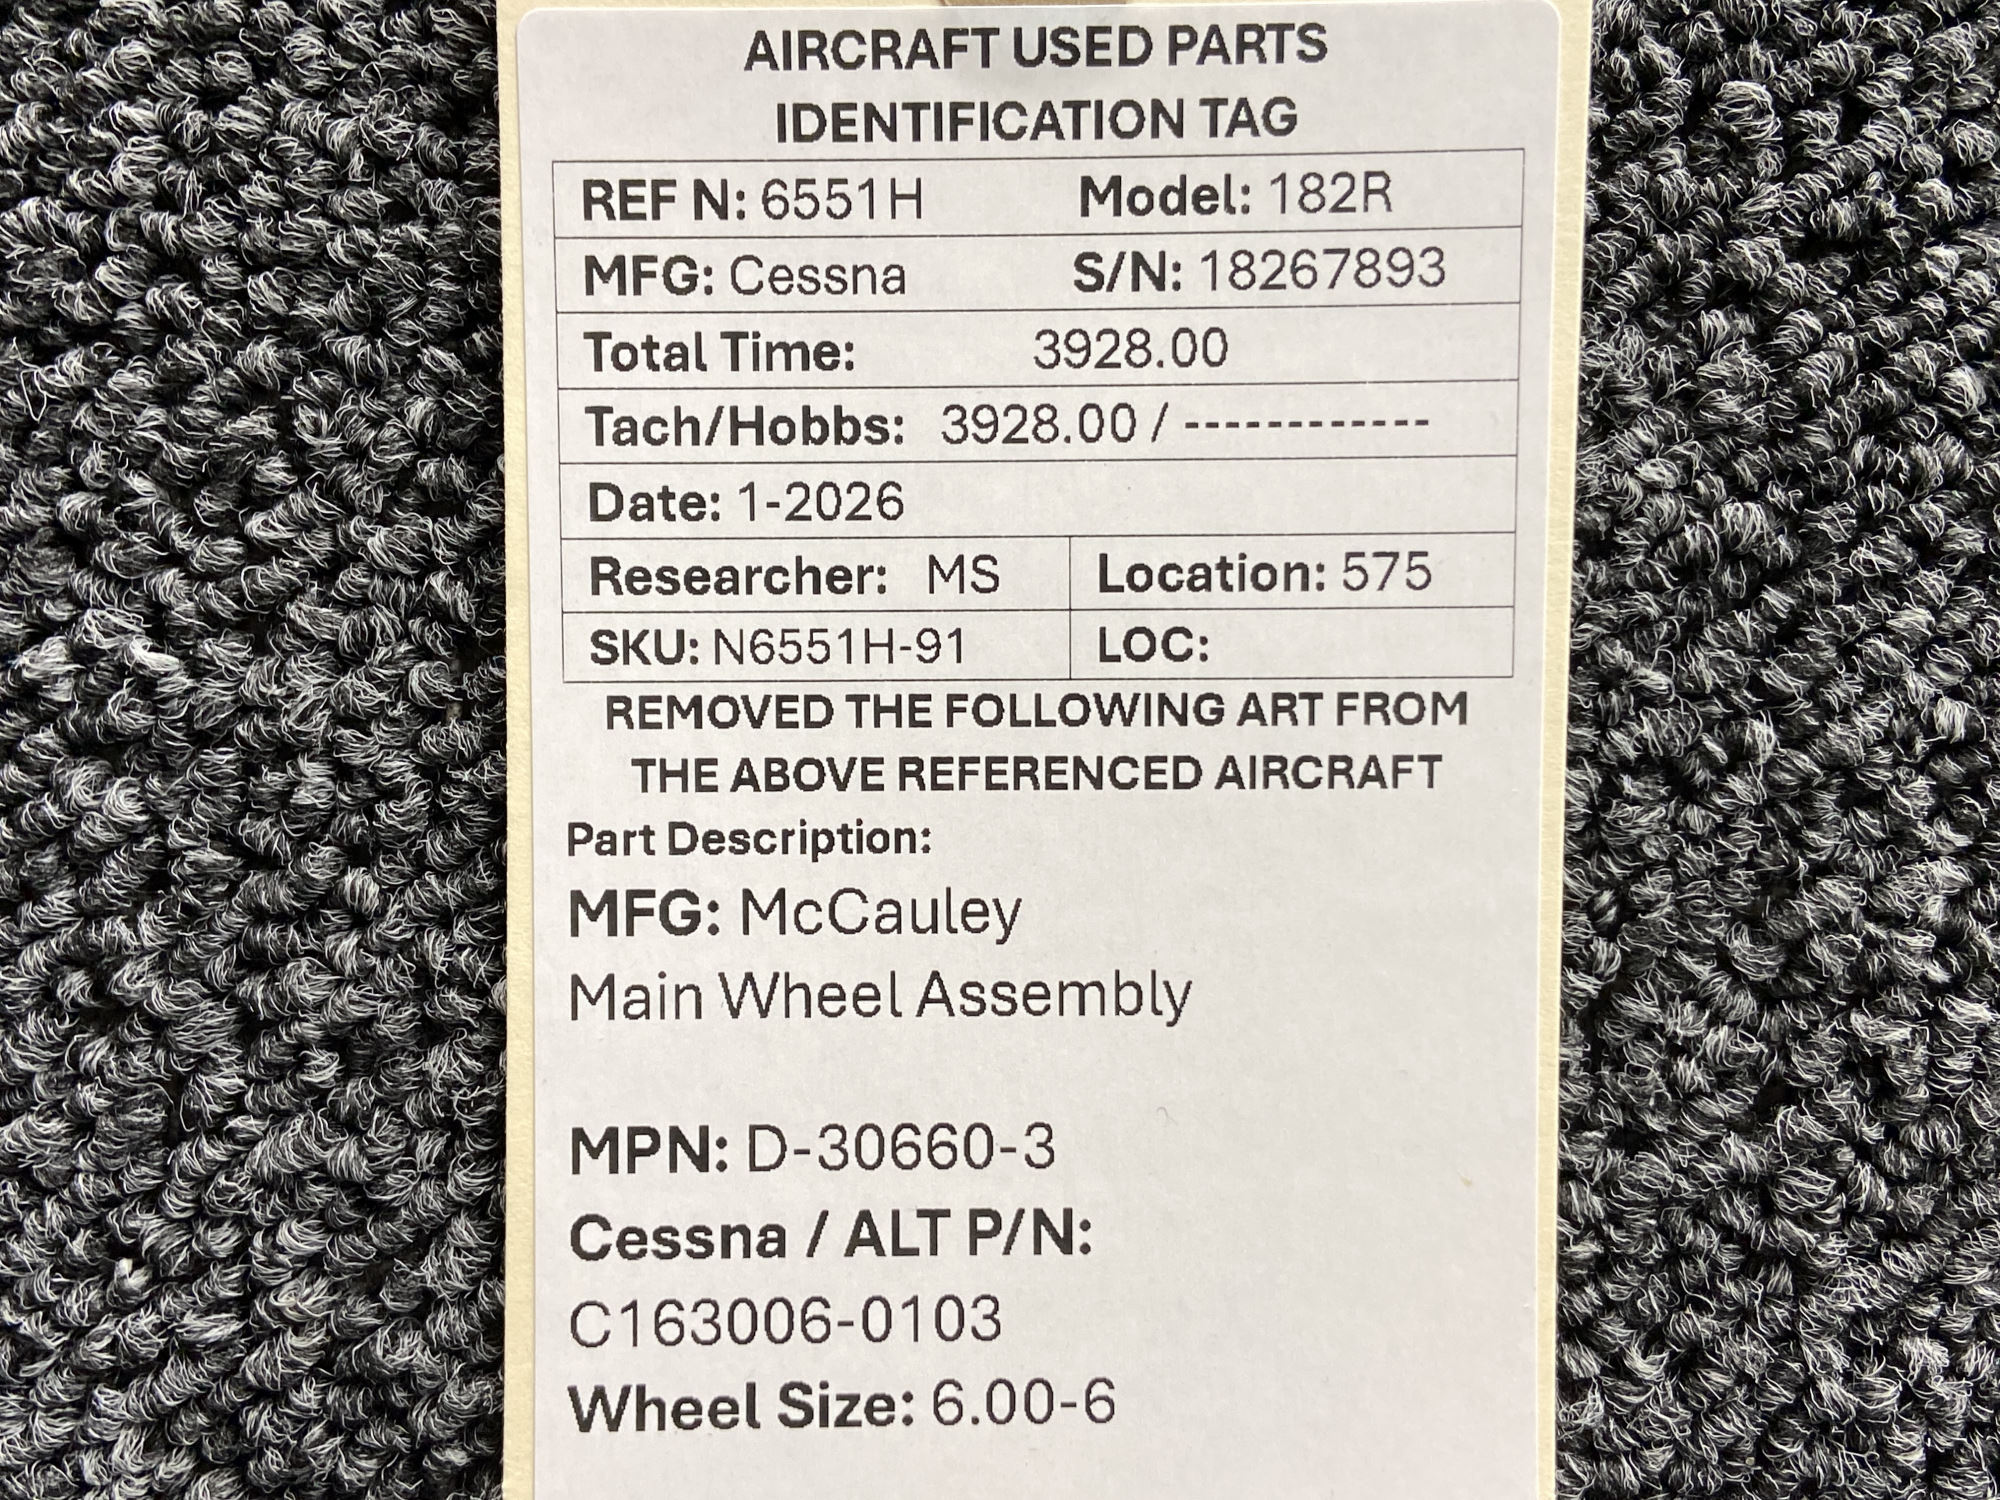 AIRCRAFT USED PARTS
IDENTIFICATION TAG
REF N: 6551H Model: 182R
MFG: Cessna S/N: 18267893
Total Time: 3928.00
Tach/Hobbs: 3928.00 / ------------
Date: 1-2026
Researcher: MS Location: 575
SKU: N6551H-91 LOC:
REMOVED THE FOLLOWING ART FROM
THE ABOVE REFERENCED AIRCRAFT
Part Description:
MFG: McCauley
Main Wheel Assembly
MPN: D-30660-3
Cessna / ALT P/N:
C163006-0103
Wheel Size: 6.00-6